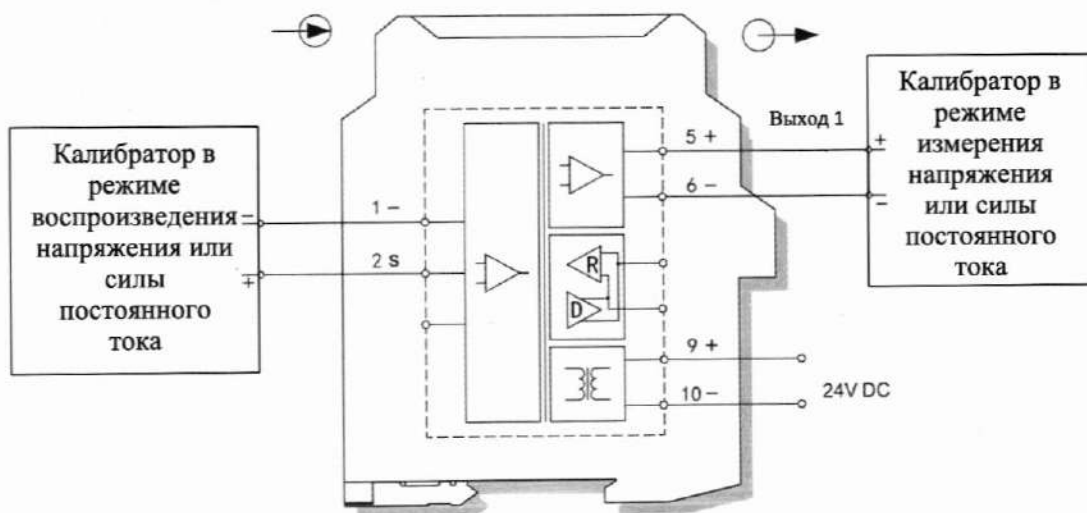 Калибратор в
режиме
воспроизведения
напряжения или
силы
постоянного
тока
−
+
1 −
2 s
R
D
5 +
6 −
9 +
10 −
Выход 1
24V DC
+
−
Калибратор в
режиме
измерения
напряжения
или силы
постоянного
тока